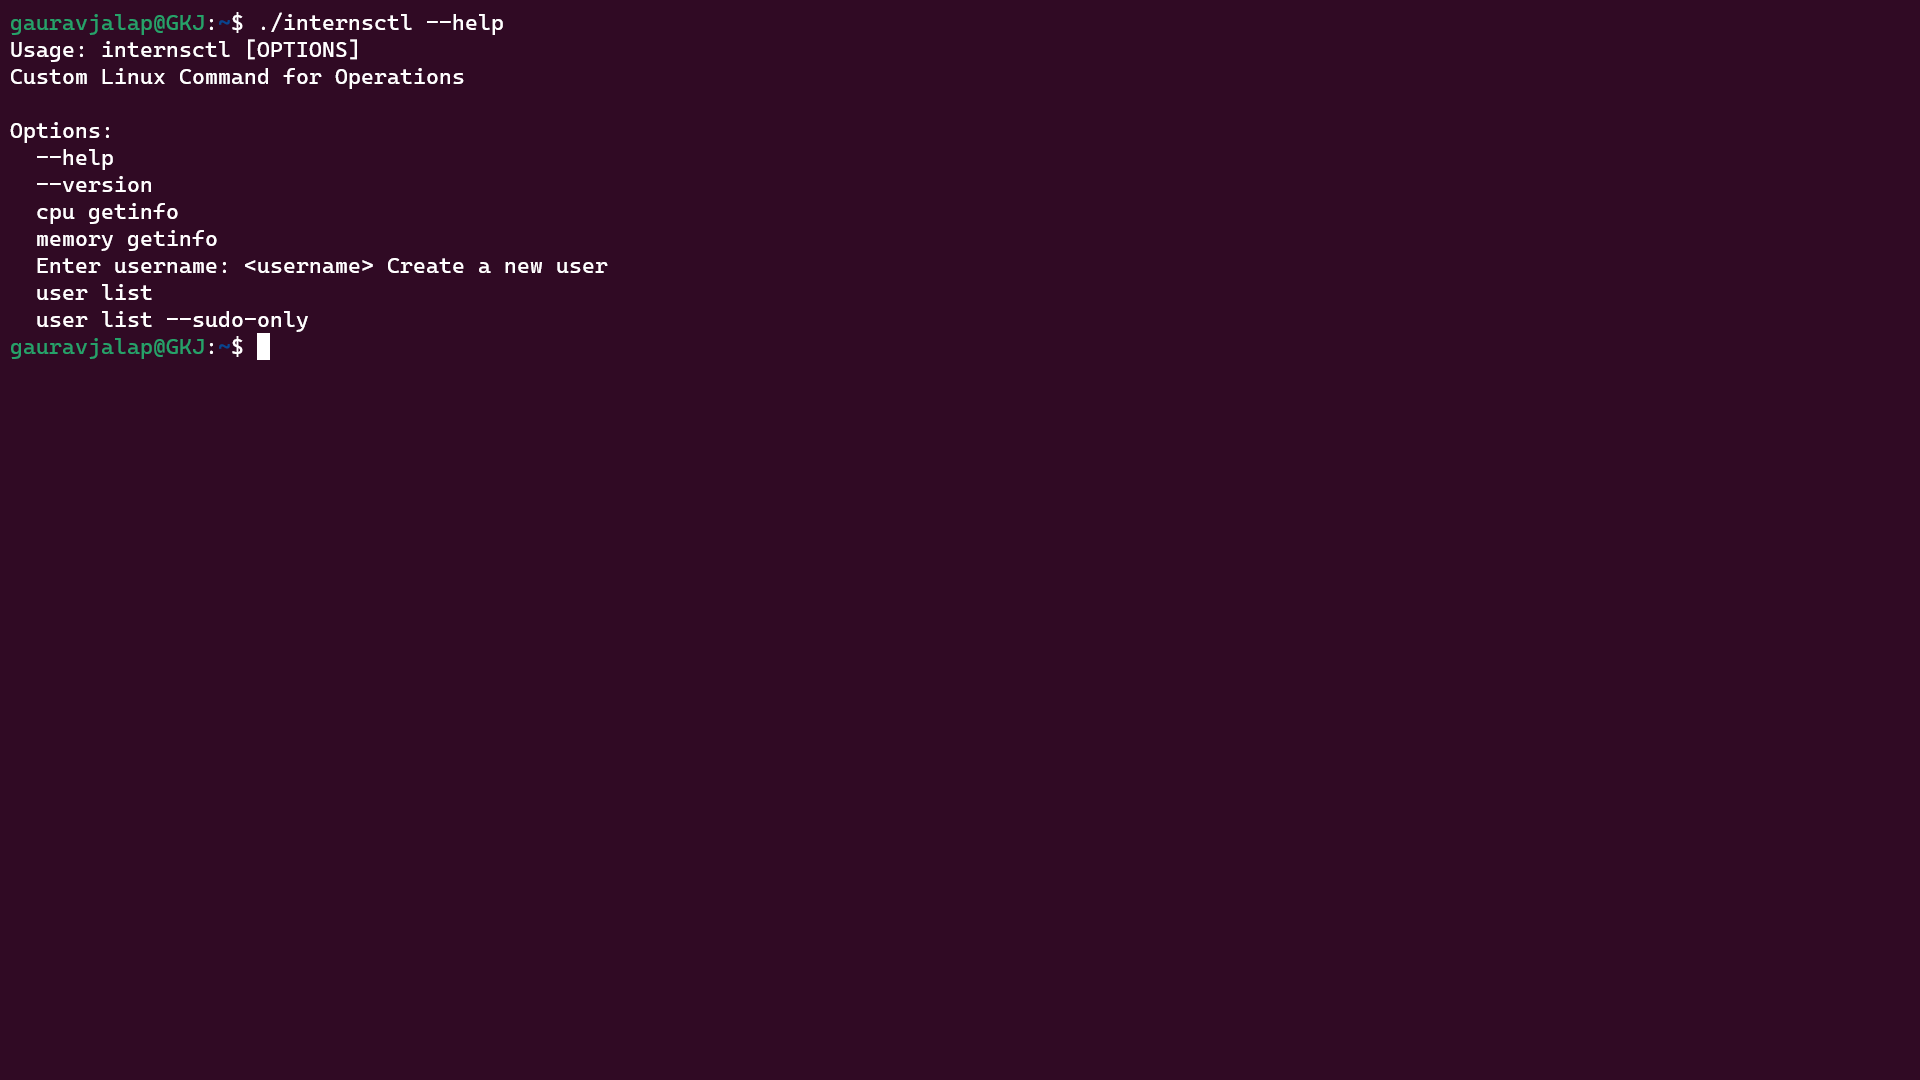 gauravjalap@GKJ:~$ ./internsctl --help
Usage: internsctl [OPTIONS]
Custom Linux Command for Operations
Options:
--help
--version
cpu getinfo
memory getinfo
Enter username: <username> Create a new user
user list
user list --sudo-only
gauravjalap@GKJ:~$